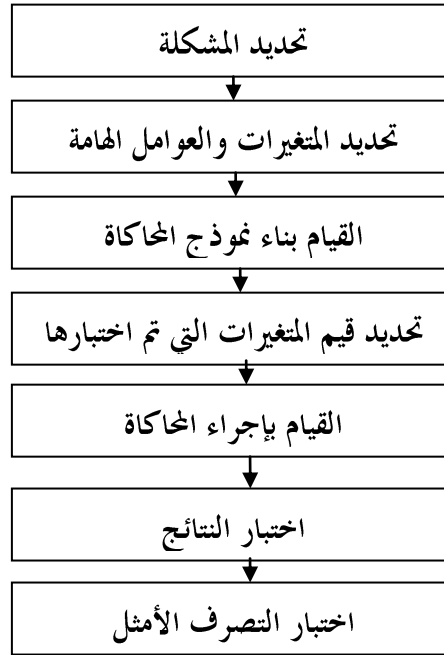 تحديد المشكلة
تحديد المتغيرات والعوامل الهامة
القيام بناء نموذج المحاكاة
تحديد قيم المتغيرات التي تم اختبارها
القيام بإجراء المحاكاة
اختبار النتائج
اختبار التصرف الأمثل